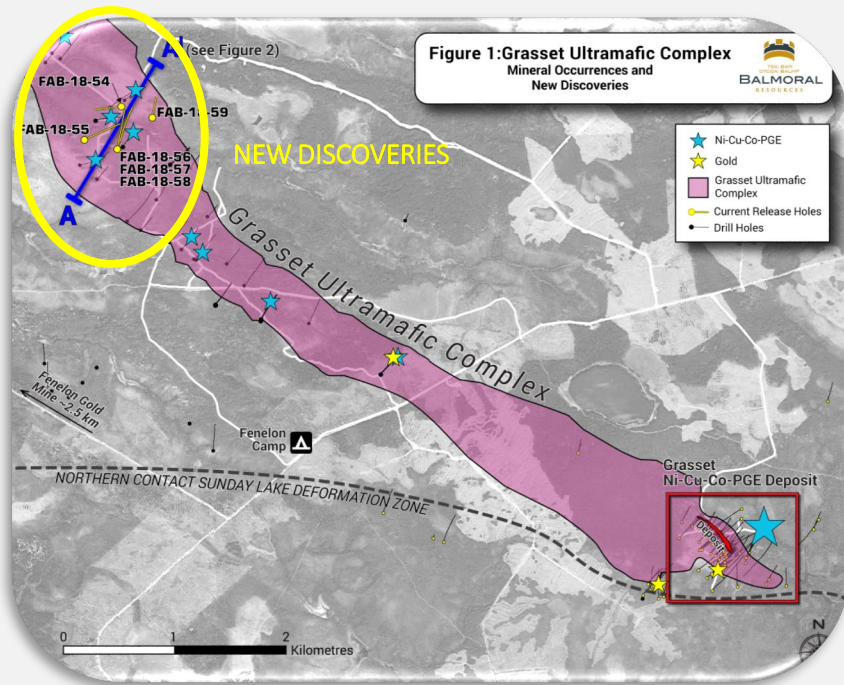 Figure 1:Grasset Ultramafic Complex
Mineral Occurrences and
New Discoveries
BALMORAL
RESOURCES
A' (see Figure 2)
FAB-18-54
FAB-18-59
FAB-18-55
FAB-18-56
FAB-18-57
FAB-18-58
A
NEW DISCOVERIES
Ni-Cu-Co-PGE
Gold
Grasset Ultramafic
Complex
Current Release Holes
Drill Holes
Grasset Ultramafic Complex
Fenelon Gold
Mine ~2.5 km
Fenelon
Camp
NORTHERN CONTACT SUNDAY LAKE DEFORMATION ZONE
Grasset
Ni-Cu-Co-PGE Deposit
Deposit
0 1 2
Kilometres
N